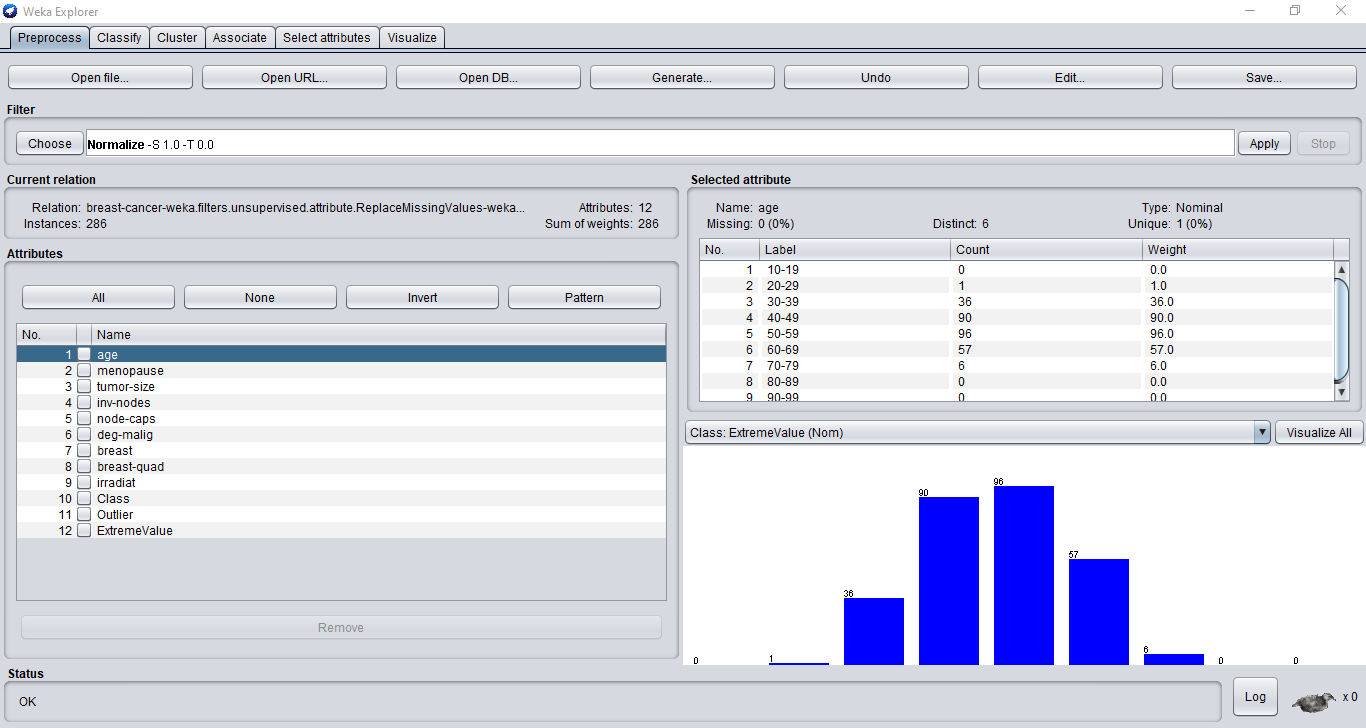 Weka Explorer
Preprocess Classify Cluster Associate Select attributes Visualize
Open file... Open URL... Open DB... Generate... Undo Edit... Save...
Filter
Choose Normalize -S 1.0 -T 0.0 Apply Stop
Current relation
Relation: breast-cancer-weka.filters.unsupervised.attribute.ReplaceMissingValues-weka... Attributes: 12
Instances: 286 Sum of weights: 286
Attributes
All None Invert Pattern
No. Name
1 age
2 menopause
3 tumor-size
4 inv-nodes
5 node-caps
6 deg-malig
7 breast
8 breast-quad
9 irradiat
10 Class
11 Outlier
12 ExtremeValue
Remove
Selected attribute
Name: age Type: Nominal
Missing: 0 (0%) Distinct: 6 Unique: 1 (0%)
No. Label Count Weight
1 10-19 0 0.0
2 20-29 1 1.0
3 30-39 36 36.0
4 40-49 90 90.0
5 50-59 96 96.0
6 60-69 57 57.0
7 70-79 6 6.0
8 80-89 0 0.0
9 90-99 0 0.0
Class: ExtremeValue (Nom) Visualize All
0 1 36 90 96 57 6 0 0
Status
OK Log x 0